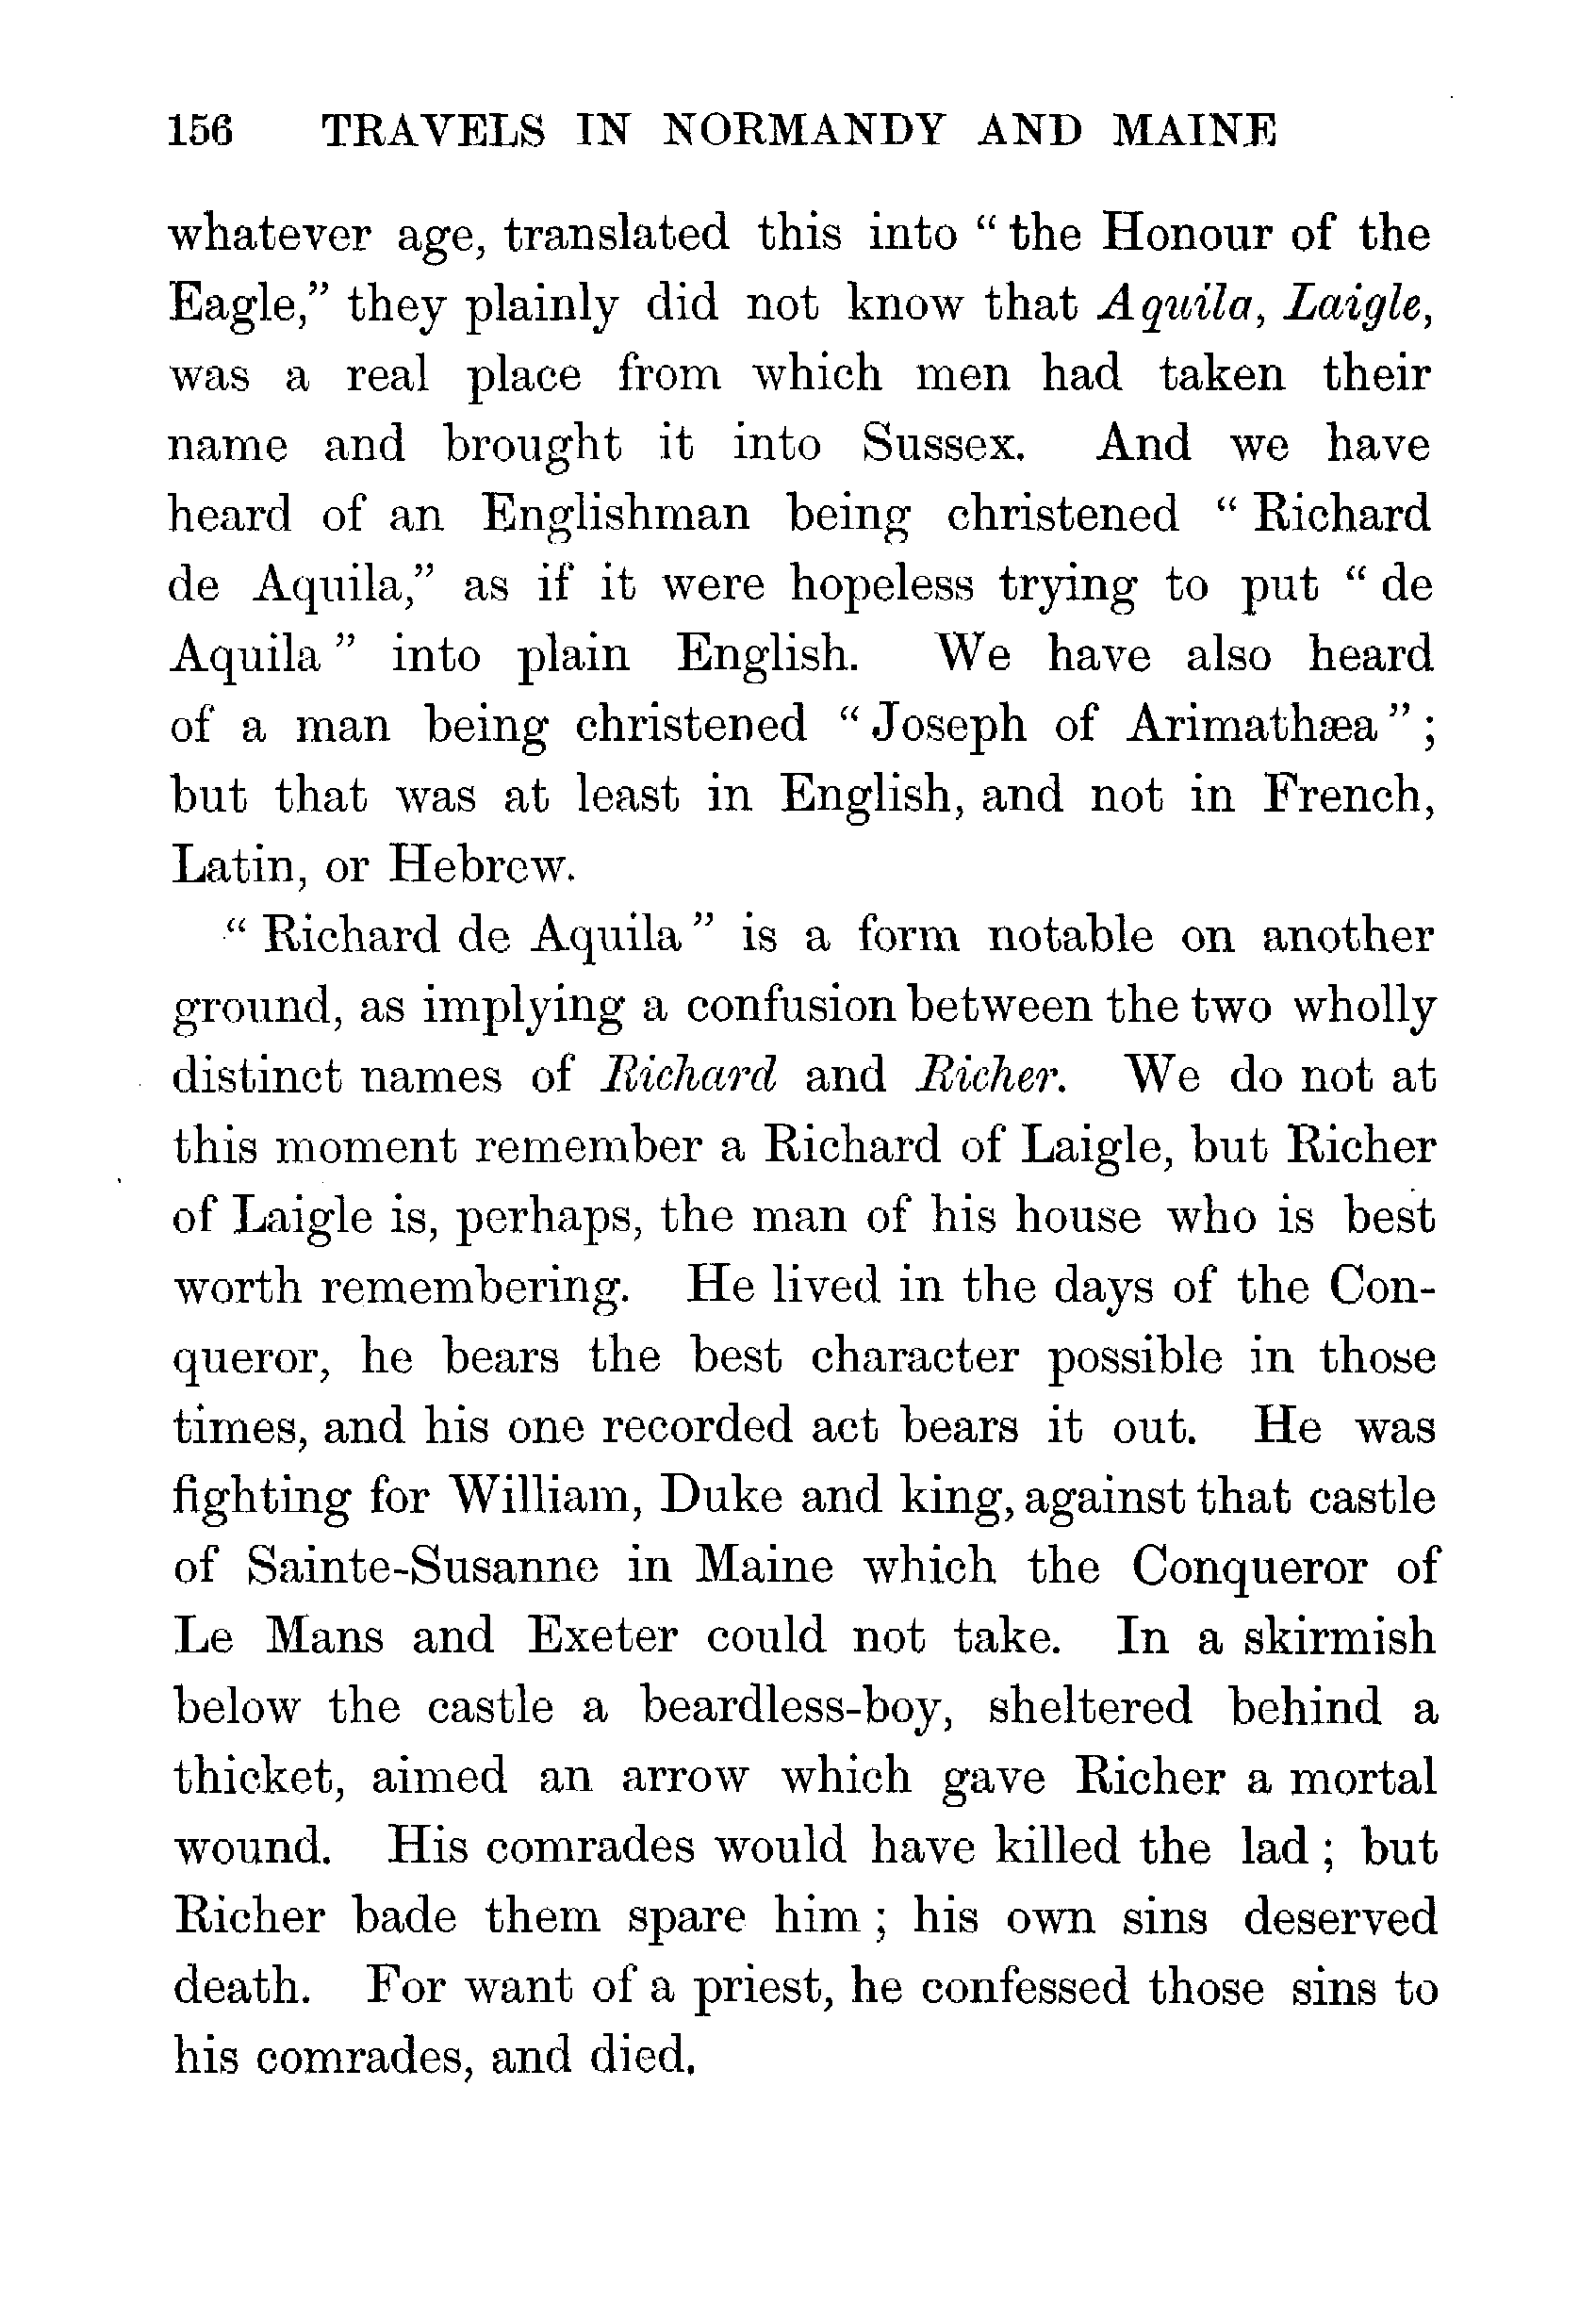 156 TRAVELS IN NORMANDY AND MAINE
whatever age, translated this into “ the Honour of the
Eagle,” they plainly did not know that Aquila, Laigle,
was a real place from which men had taken their
name and brought it into Sussex. And we have
heard of an Englishman being christened “ Richard
de Aquila,” as if it were hopeless trying to put “ de
Aquila ” into plain English. We have also heard
of a man being christened “ Joseph of Arimathæa ” ;
but that was at least in English, and not in French,
Latin, or Hebrew.
“ Richard de Aquila ” is a form notable on another
ground, as implying a confusion between the two wholly
distinct names of Richard and Richer. We do not at
this moment remember a Richard of Laigle, but Richer
of Laigle is, perhaps, the man of his house who is best
worth remembering. He lived in the days of the Con-
queror, he bears the best character possible in those
times, and his one recorded act bears it out. He was
fighting for William, Duke and king, against that castle
of Sainte-Susanne in Maine which the Conqueror of
Le Mans and Exeter could not take. In a skirmish
below the castle a beardless-boy, sheltered behind a
thicket, aimed an arrow which gave Richer a mortal
wound. His comrades would have killed the lad ; but
Richer bade them spare him ; his own sins deserved
death. For want of a priest, he confessed those sins to
his comrades, and died.